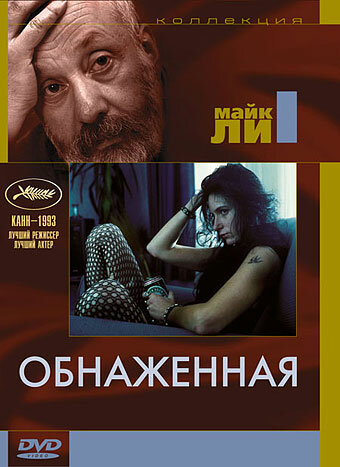 КОЛЛЕКЦИЯ
МАЙК
ЛИ
КАНН—1993
ЛУЧШИЙ РЕЖИССЕР
ЛУЧШИЙ АКТЕР
ОБНАЖЕННАЯ
DVD
VIDEO